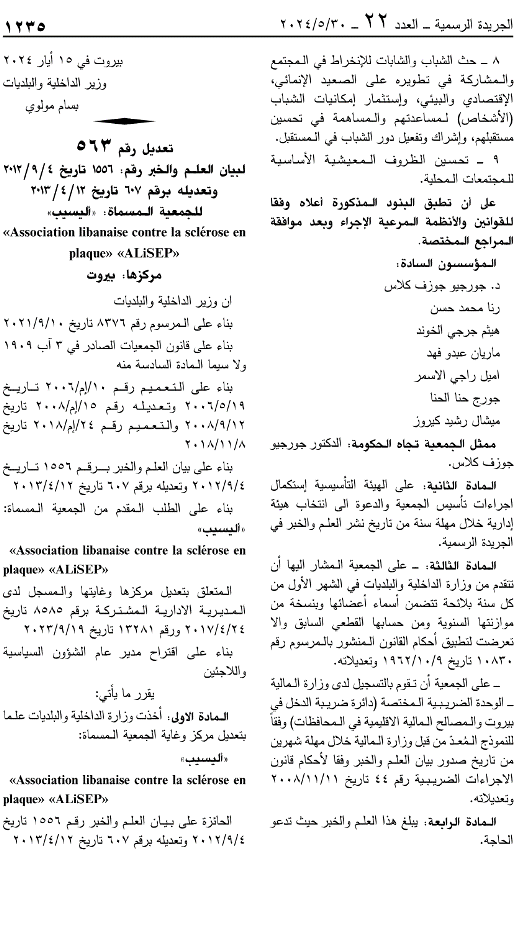 الجريدة الرسمية ــ العدد ٢٢ ــ ٢٠٢٤/٥/٣٠
١٢٣٥
٨ ــ حث الشباب والشابات للإنخراط في المجتمع
والمشاركة في تطويره على الصعيد الإنمائي،
الإقتصادي والبيئي، وإستثمار إمكانيات الشباب
(الأشخاص) لمساعدتهم والمساهمة في تحسين
مستقبلهم، وإشراك وتفعيل دور الشباب في المستقبل.
٩ ــ تحسين الظروف المعيشية الأساسية
للمجتمعات المحلية.
على أن تطبق البنود المذكورة أعلاه وفقا
للقوانين والأنظمة المرعية الإجراء وبعد موافقة
المراجع المختصة.
المؤسسون السادة:
د. جورجيو جوزف كلاس
رنا محمد حسن
هيثم جرجي الخوند
ماريان عبدو فهد
اميل راجي الاسمر
جورج حنا الحنا
ميشال رشيد كيروز
ممثل الجمعية تجاه الحكومة: الدكتور جورجيو
جوزف كلاس.
المادة الثانية: على الهيئة التأسيسية إستكمال
اجراءات تأسيس الجمعية والدعوة الى انتخاب هيئة
إدارية خلال مهلة سنة من تاريخ نشر العلم والخبر في
الجريدة الرسمية.
المادة الثالثة: ــ على الجمعية المشار اليها أن
تتقدم من وزارة الداخلية والبلديات في الشهر الأول من
كل سنة بلائحة تتضمن أسماء أعضائها وبنسخة من
موازنتها السنوية ومن حسابها القطعي السابق والا
تعرضت لتطبيق أحكام القانون المنشور بالمرسوم رقم
١٠٨٣٠ تاريخ ١٩٦٢/١٠/٩ وتعديلاته.
ــ على الجمعية أن تقوم بالتسجيل لدى وزارة المالية
ــ الوحدة الضريبية المختصة (دائرة ضريبة الدخل في
بيروت والمصالح المالية الاقليمية في المحافظات) وفقاً
للنموذج المُعدّ من قبل وزارة المالية خلال مهلة شهرين
من تاريخ صدور بيان العلم والخبر وفقا لأحكام قانون
الاجراءات الضريبية رقم ٤٤ تاريخ ٢٠٠٨/١١/١١
وتعديلاته.
المادة الرابعة: يبلغ هذا العلم والخبر حيث تدعو
الحاجة.
بيروت في ١٥ أيار ٢٠٢٤
وزير الداخلية والبلديات
بسام مولوي
تعديل رقم ٥٦٣
لبيان العلم والخبر رقم: ١٥٥٦ تاريخ ٢٠١٢/٩/٤
وتعديله برقم ٦٠٧ تاريخ ٢٠١٣/٤/١٢
للجمعية المسماة: «اليسيب»
«Association libanaise contre la sclérose en
plaque» «ALiSEP»
مركزها: بيروت
ان وزير الداخلية والبلديات
بناء على المرسوم رقم ٨٣٧٦ تاريخ ٢٠٢١/٩/١٠
بناء على قانون الجمعيات الصادر في ٣ آب ١٩٠٩
ولا سيما المادة السادسة منه
بناء على التعميم رقم ١٠/إم/٢٠٠٦ تاريخ
٢٠٠٦/٥/١٩ وتعديله رقم ١٥/إم/٢٠٠٨ تاريخ
٢٠٠٨/٩/١٢ والتعميم رقم ٢٤/إم/٢٠١٨ تاريخ
٢٠١٨/١١/٨
بناء على بيان العلم والخبر برقم ١٥٥٦ تاريخ
٢٠١٢/٩/٤ وتعديله برقم ٦٠٧ تاريخ ٢٠١٣/٤/١٢
بناء على الطلب المقدم من الجمعية المسماة:
«اليسيب»
«Association libanaise contre la sclérose en
plaque» «ALiSEP»
المتعلق بتعديل مركزها وغايتها والمسجل لدى
المديرية الادارية المشتركة برقم ٨٥٨٥ تاريخ
٢٠١٧/٤/٢٤ ورقم ١٣٢٨١ تاريخ ٢٠٢٣/٩/١٩
بناء على اقتراح مدير عام الشؤون السياسية
واللاجئين
يقرر ما يأتي:
المادة الاولى: أخذت وزارة الداخلية والبلديات علما
بتعديل مركز وغاية الجمعية المسماة:
«اليسيب»
«Association libanaise contre la sclérose en
plaque» «ALiSEP»
الحائزة على بيان العلم والخبر رقم ١٥٥٦ تاريخ
٢٠١٢/٩/٤ وتعديله برقم ٦٠٧ تاريخ ٢٠١٣/٤/١٢